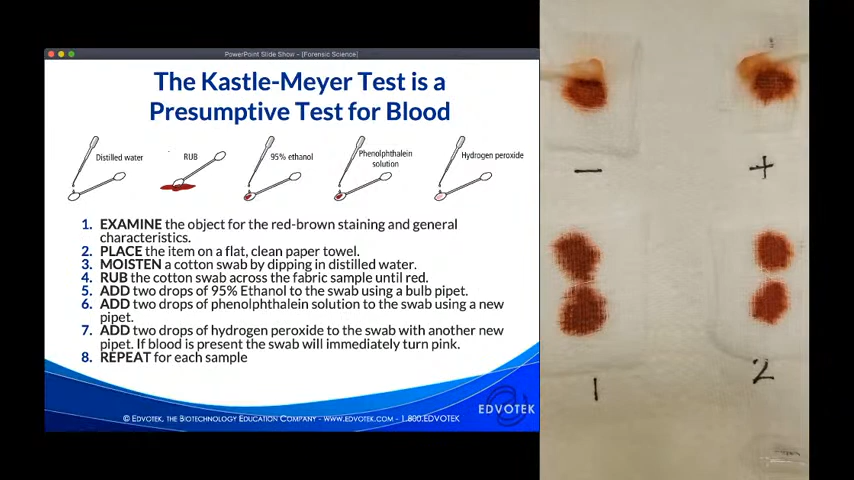 PowerPoint Slide Show - [Forensic Science]
The Kastle-Meyer Test is a
Presumptive Test for Blood
Distilled water
RUB
95% ethanol
Phenolphthalein
solution
Hydrogen peroxide
1. EXAMINE the object for the red-brown staining and general
characteristics.
2. PLACE the item on a flat, clean paper towel.
3. MOISTEN a cotton swab by dipping in distilled water.
4. RUB the cotton swab across the fabric sample until red.
5. ADD two drops of 95% Ethanol to the swab using a bulb pipet.
6. ADD two drops of phenolphthalein solution to the swab using a new
pipet.
7. ADD two drops of hydrogen peroxide to the swab with another new
pipet. If blood is present the swab will immediately turn pink.
8. REPEAT for each sample
© EDVOTEK, THE BIOTECHNOLOGY EDUCATION COMPANY - WWW.EDVOTEK.COM - 1.800.EDVOTEK
EDVOTEK
- +
1 2